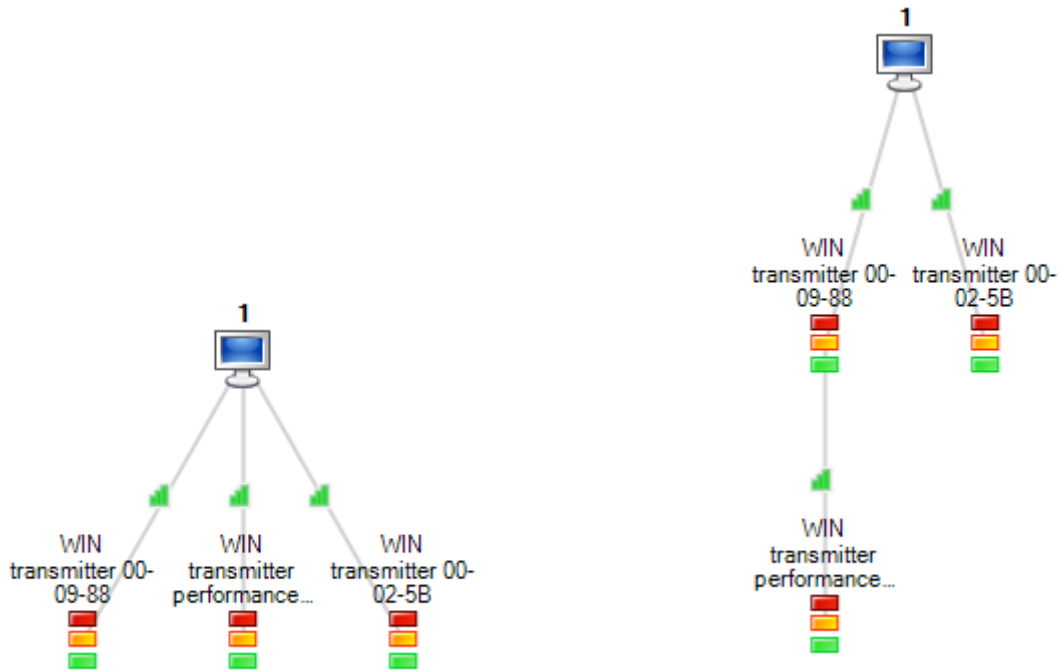 1
WIN
transmitter 00-
09-88
WIN
transmitter
performance...
WIN
transmitter 00-
02-5B
1
WIN
transmitter 00-
09-88
WIN
transmitter 00-
02-5B
WIN
transmitter
performance...